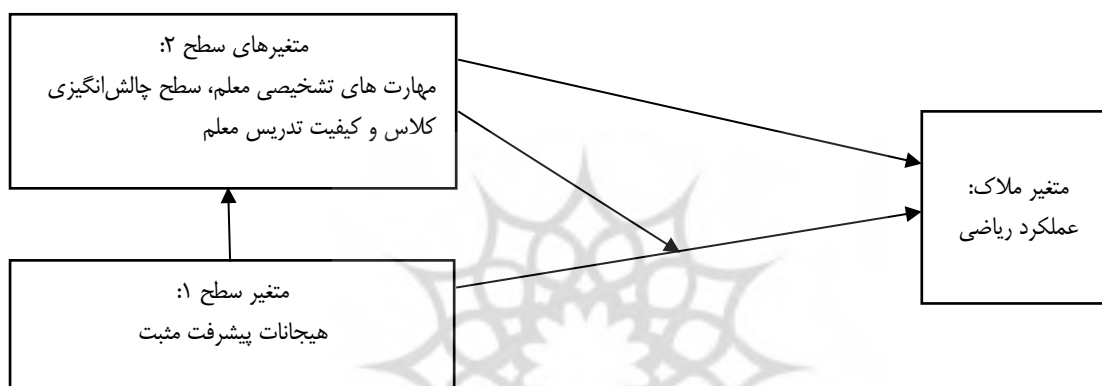 متغیرهای سطح ۲:
مهارت های تشخیصی معلم، سطح چالش‌انگیزی
کلاس و کیفیت تدریس معلم
متغیر ملاک:
عملکرد ریاضی
متغیر سطح ۱:
هیجانات پیشرفت مثبت